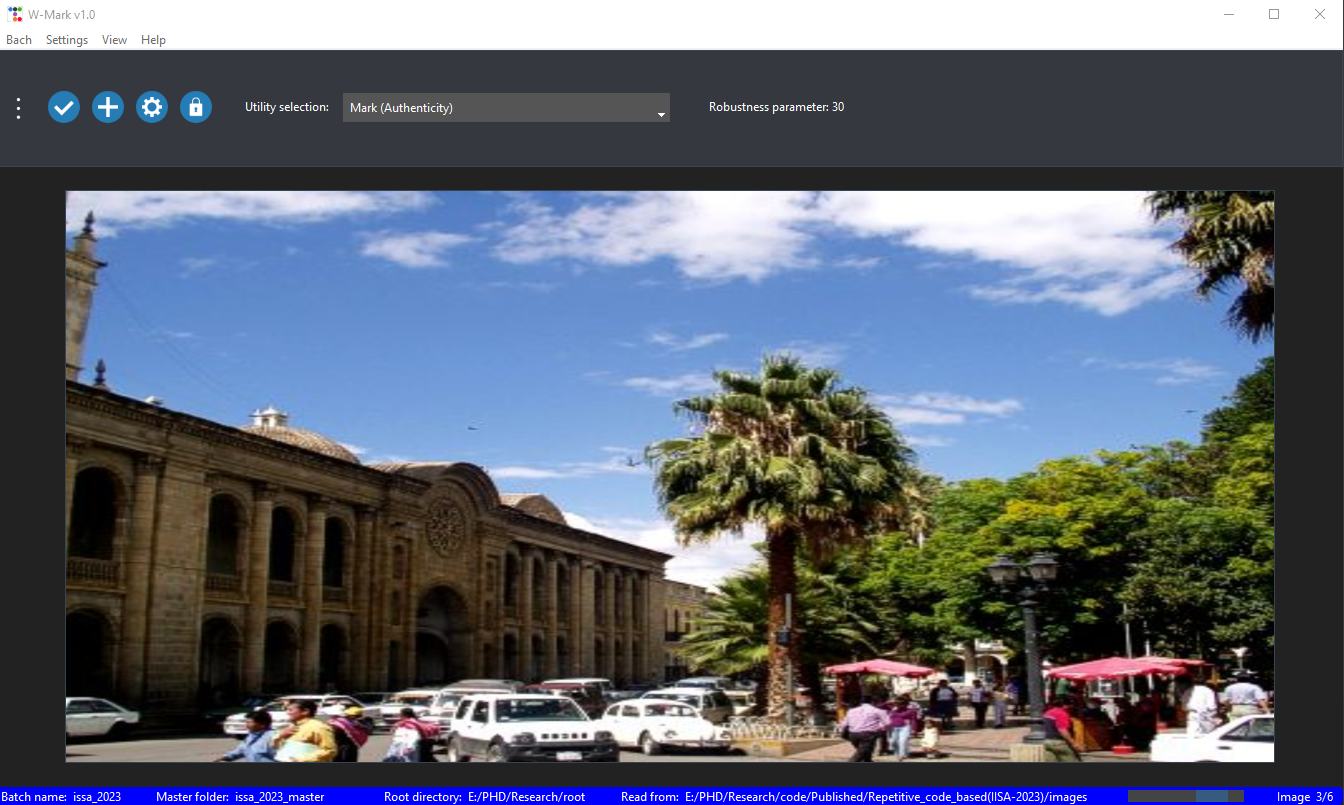 W-Mark v1.0
Bach Settings View Help
Utility selection: Mark (Authenticity) Robustness parameter: 30
Batch name: issa_2023 Master folder: issa_2023_master Root directory: E:/PHD/Research/root Read from: E:/PHD/Research/code/Published/Repetitive_code_based(IISA-2023)/images Image 3/6